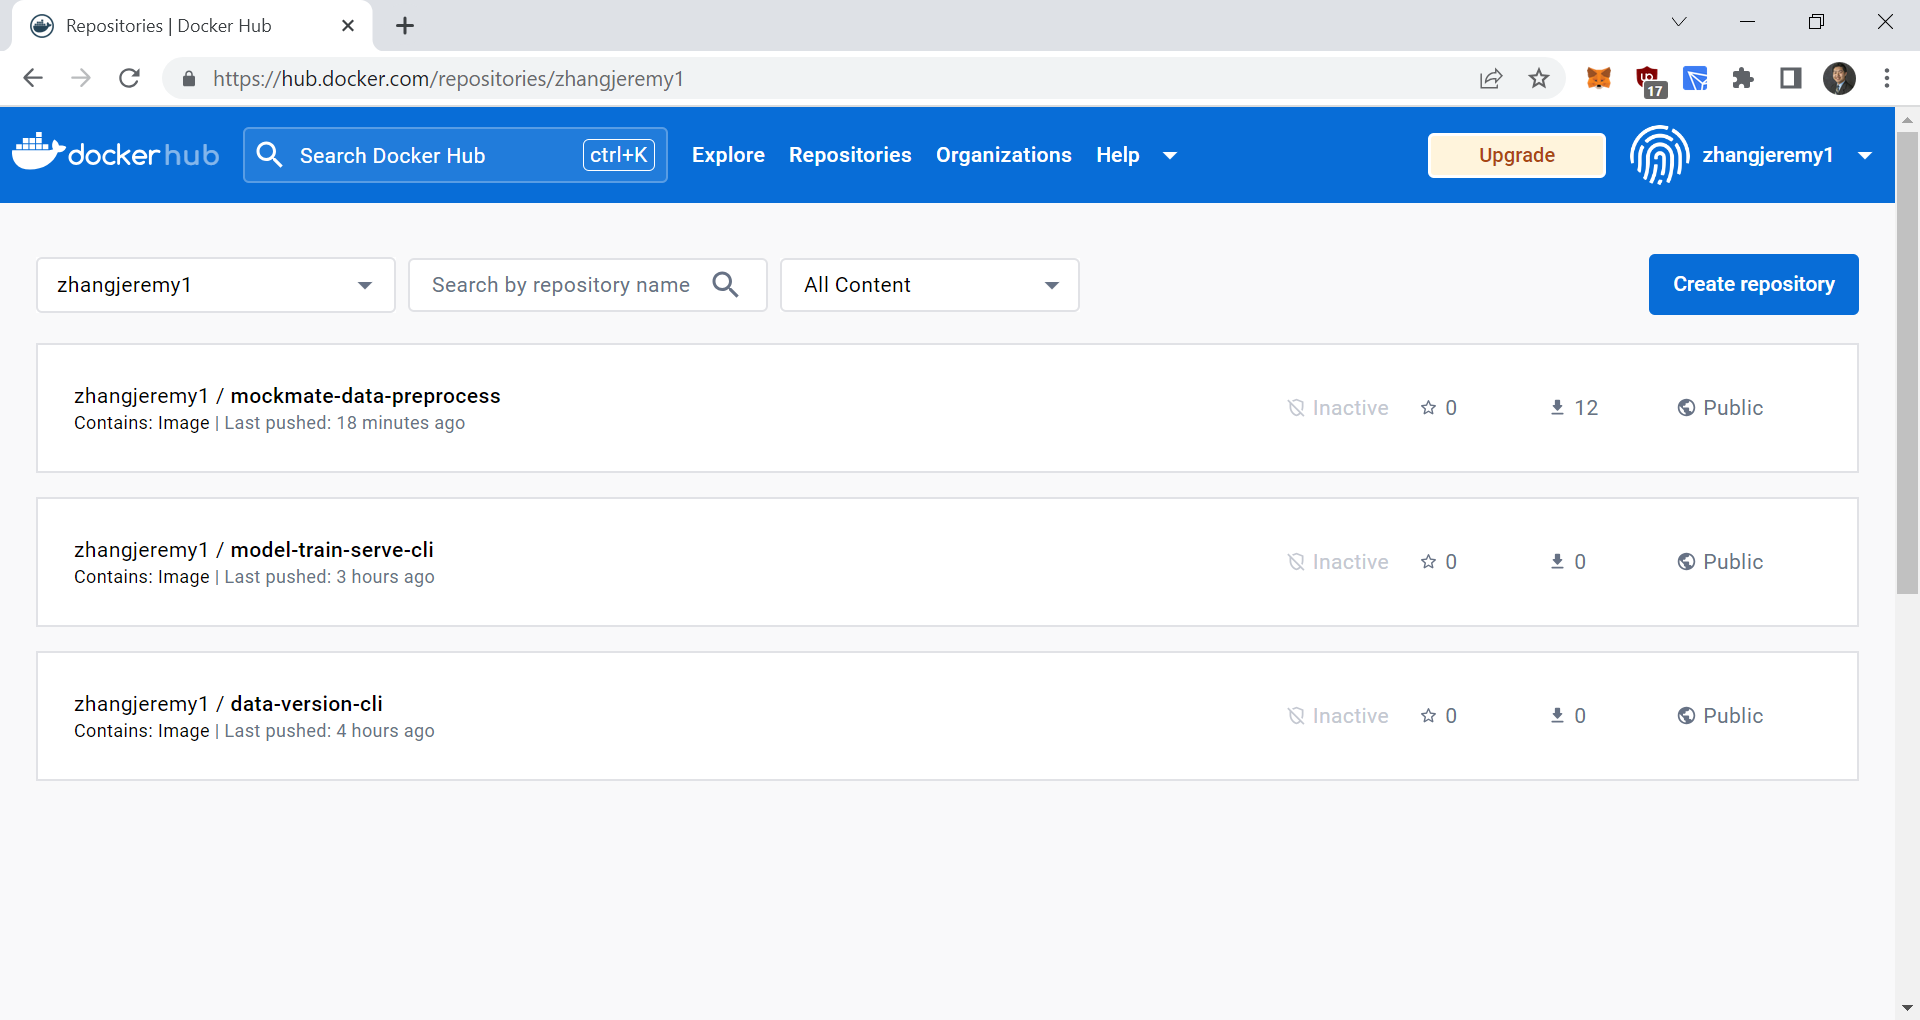 Repositories | Docker Hub
https://hub.docker.com/repositories/zhangjeremy1
17
docker hub
Search Docker Hub
ctrl+K
Explore
Repositories
Organizations
Help
Upgrade
zhangjeremy1
zhangjeremy1
Search by repository name
All Content
Create repository
zhangjeremy1 / mockmate-data-preprocess
Contains: Image | Last pushed: 18 minutes ago
Inactive
0
12
Public
zhangjeremy1 / model-train-serve-cli
Contains: Image | Last pushed: 3 hours ago
Inactive
0
0
Public
zhangjeremy1 / data-version-cli
Contains: Image | Last pushed: 4 hours ago
Inactive
0
0
Public